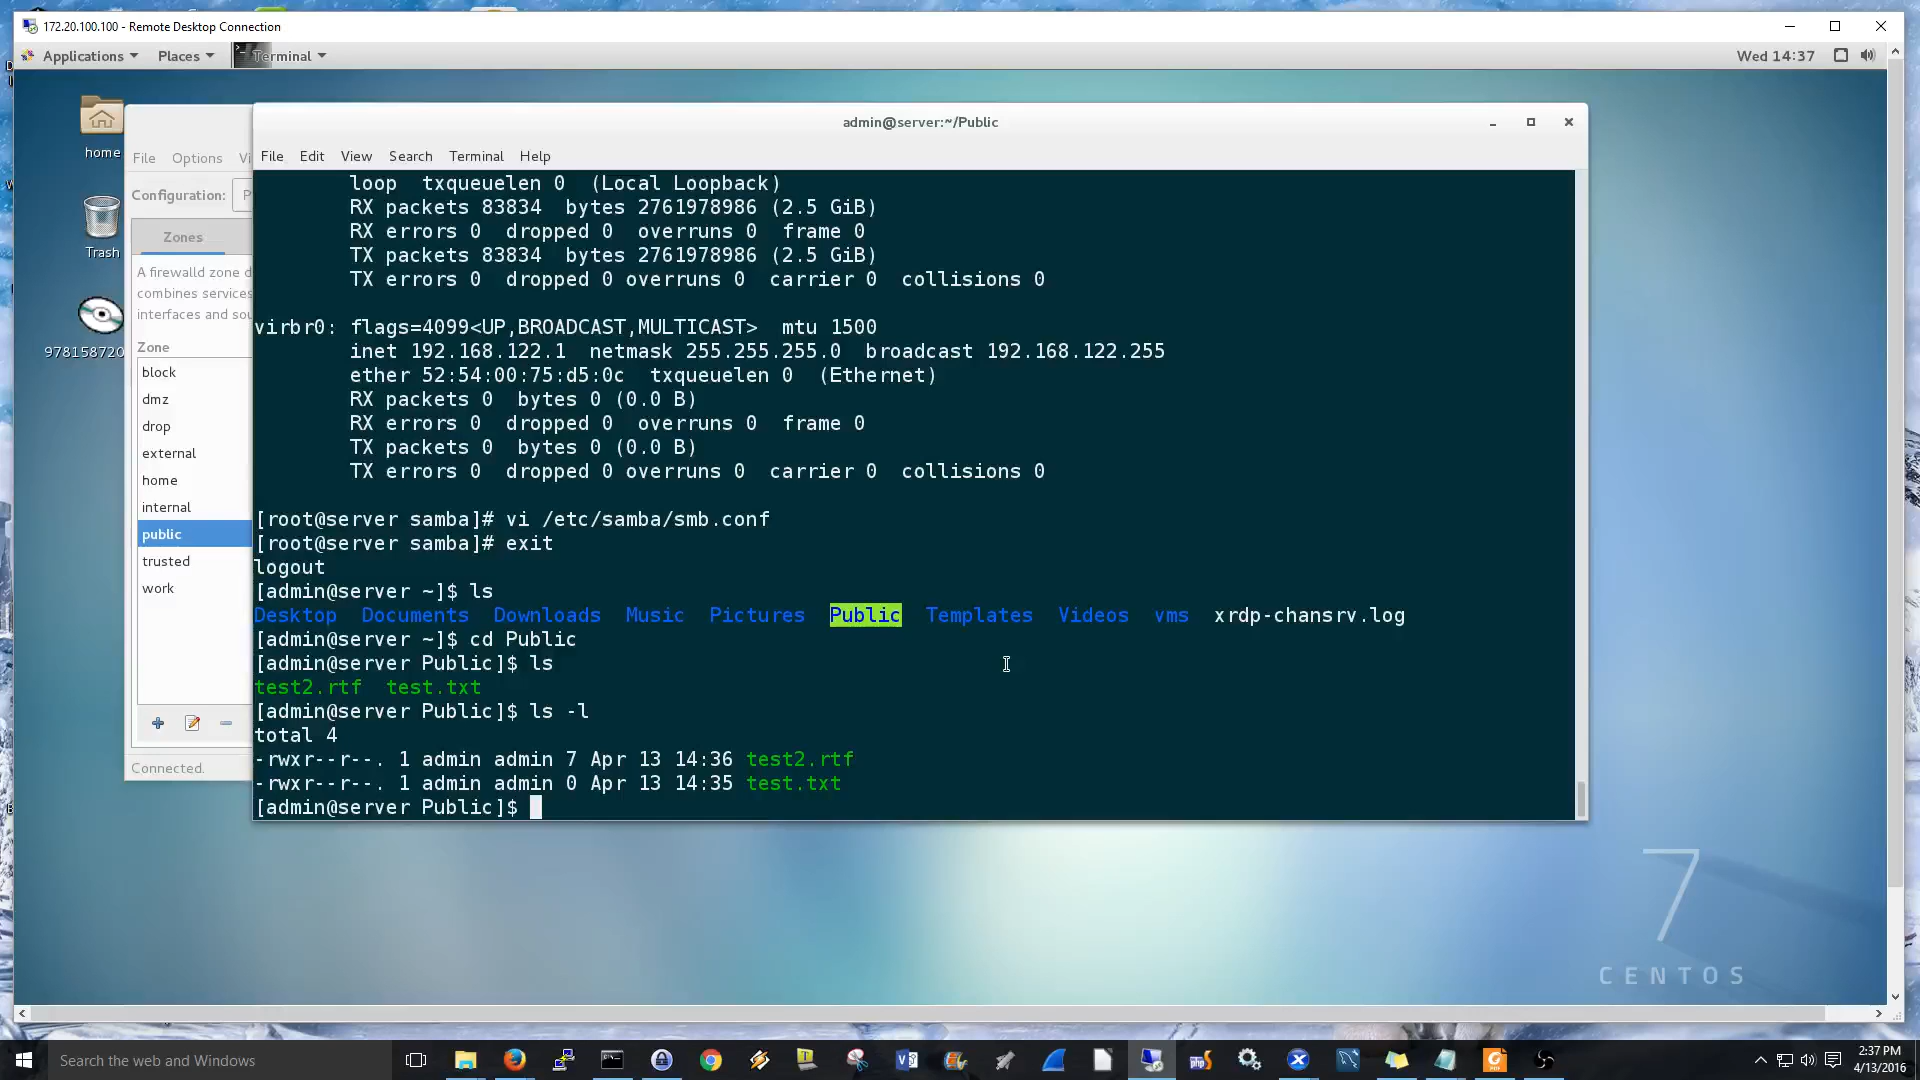 172.20.100.100 - Remote Desktop Connection
Applications Places Terminal Wed 14:37
home
Trash
978158720
File Options Vi
Configuration: P
Zones
A firewalld zone d
combines services
interfaces and sou
Zone
block
dmz
drop
external
home
internal
public
trusted
work
Connected.
admin@server:~/Public
File Edit View Search Terminal Help
loop txqueuelen 0 (Local Loopback)
RX packets 83834 bytes 2761978986 (2.5 GiB)
RX errors 0 dropped 0 overruns 0 frame 0
TX packets 83834 bytes 2761978986 (2.5 GiB)
TX errors 0 dropped 0 overruns 0 carrier 0 collisions 0
virbr0: flags=4099<UP,BROADCAST,MULTICAST> mtu 1500
inet 192.168.122.1 netmask 255.255.255.0 broadcast 192.168.122.255
ether 52:54:00:75:d5:0c txqueuelen 0 (Ethernet)
RX packets 0 bytes 0 (0.0 B)
RX errors 0 dropped 0 overruns 0 frame 0
TX packets 0 bytes 0 (0.0 B)
TX errors 0 dropped 0 overruns 0 carrier 0 collisions 0
[root@server samba]# vi /etc/samba/smb.conf
[root@server samba]# exit
logout
[admin@server ~]$ ls
Desktop Documents Downloads Music Pictures Public Templates Videos vms xrdp-chansrv.log
[admin@server ~]$ cd Public
[admin@server Public]$ ls
test2.rtf test.txt
[admin@server Public]$ ls -l
total 4
-rwxr--r--. 1 admin admin 7 Apr 13 14:36 test2.rtf
-rwxr--r--. 1 admin admin 0 Apr 13 14:35 test.txt
[admin@server Public]$
7
CENTOS
Search the web and Windows
2:37 PM
4/13/2016